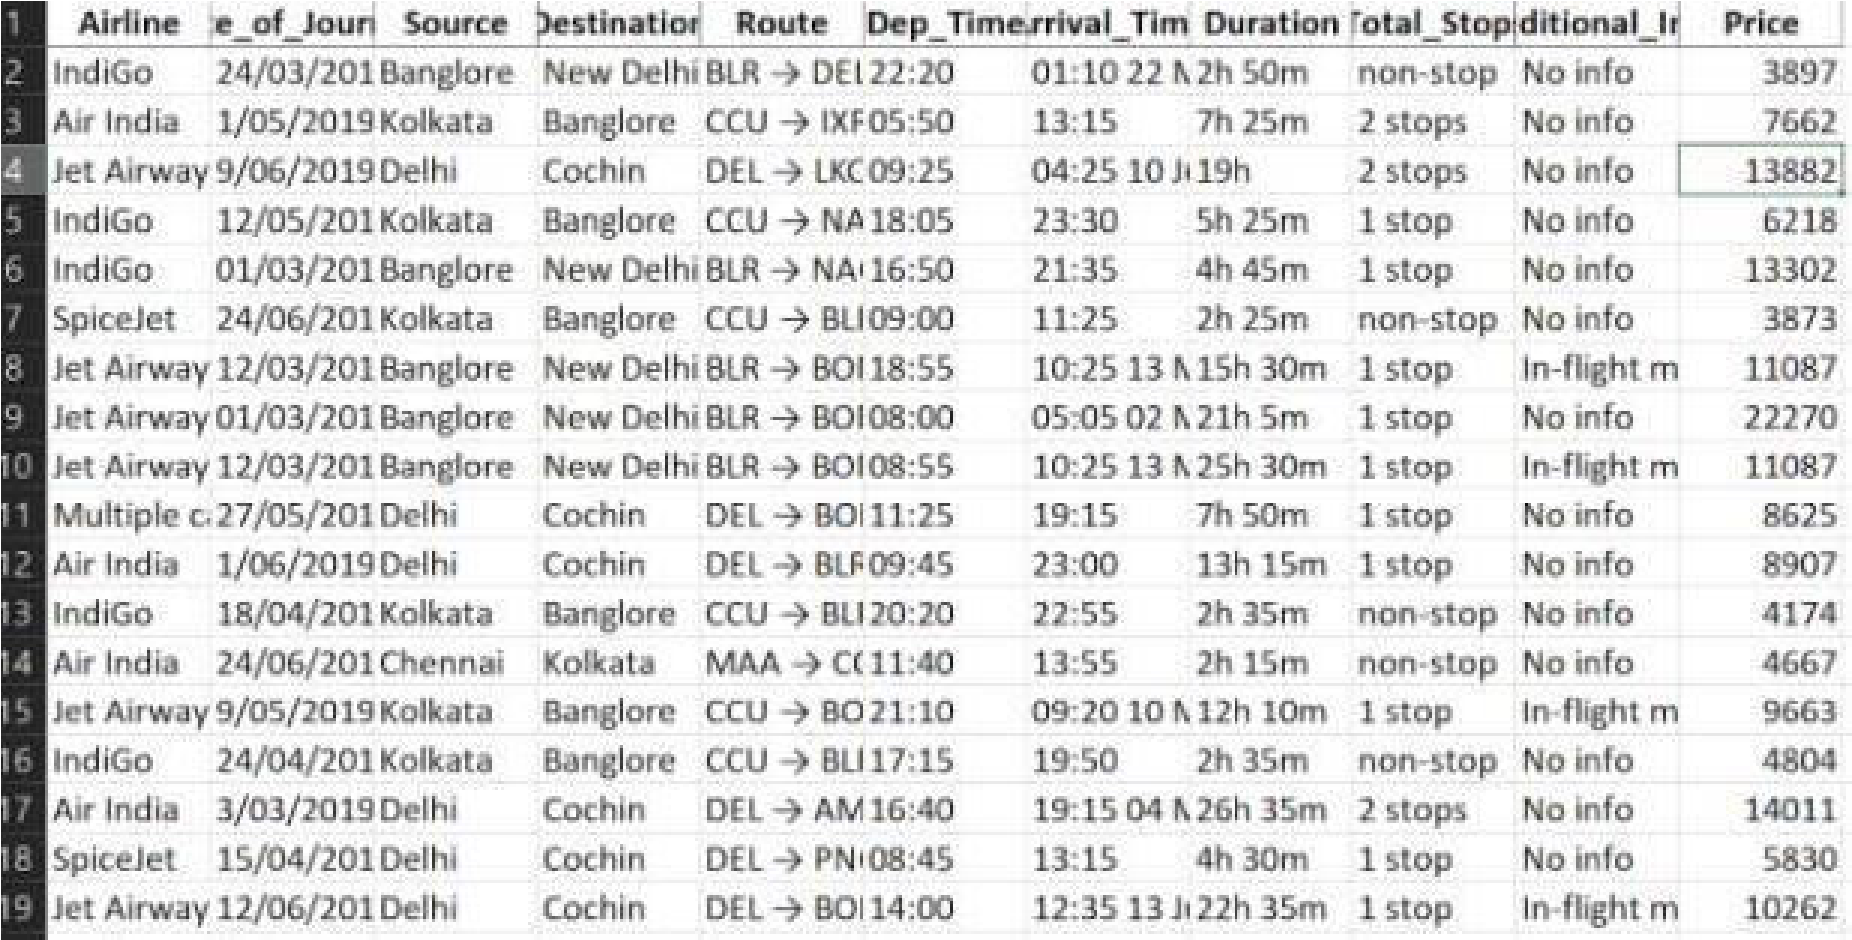 1 Airline e_of_Jour Source Destination Route Dep_Time rrival_Tim Duration Total_Stop ditional_Ir Price
2 IndiGo 24/03/201 Banglore New Delhi BLR → DEL 22:20 01:10 22 M 2h 50m non-stop No info 3897
3 Air India 1/05/2019 Kolkata Banglore CCU → IXR 05:50 13:15 7h 25m 2 stops No info 7662
4 Jet Airway 9/06/2019 Delhi Cochin DEL → LKO 09:25 04:25 10 Ju 19h 2 stops No info 13882
5 IndiGo 12/05/201 Kolkata Banglore CCU → NA 18:05 23:30 5h 25m 1 stop No info 6218
6 IndiGo 01/03/201 Banglore New Delhi BLR → NA 16:50 21:35 4h 45m 1 stop No info 13302
7 SpiceJet 24/06/201 Kolkata Banglore CCU → BL 09:00 11:25 2h 25m non-stop No info 3873
8 Jet Airway 12/03/201 Banglore New Delhi BLR → BO 18:55 10:25 13 M 15h 30m 1 stop In-flight m 11087
9 Jet Airway 01/03/201 Banglore New Delhi BLR → BO 08:00 05:05 02 M 21h 5m 1 stop No info 22270
10 Jet Airway 12/03/201 Banglore New Delhi BLR → BO 08:55 10:25 13 M 25h 30m 1 stop In-flight m 11087
11 Multiple c 27/05/201 Delhi Cochin DEL → BO 11:25 19:15 7h 50m 1 stop No info 8625
12 Air India 1/06/2019 Delhi Cochin DEL → BLR 09:45 23:00 13h 15m 1 stop No info 8907
13 IndiGo 18/04/201 Kolkata Banglore CCU → BL 20:20 22:55 2h 35m non-stop No info 4174
14 Air India 24/06/201 Chennai Kolkata MAA → CC 11:40 13:55 2h 15m non-stop No info 4667
15 Jet Airway 9/05/2019 Kolkata Banglore CCU → BO 21:10 09:20 10 M 12h 10m 1 stop In-flight m 9663
16 IndiGo 24/04/201 Kolkata Banglore CCU → BL 17:15 19:50 2h 35m non-stop No info 4804
17 Air India 3/03/2019 Delhi Cochin DEL → AM 16:40 19:15 04 M 26h 35m 2 stops No info 14011
18 SpiceJet 15/04/201 Delhi Cochin DEL → PN 08:45 13:15 4h 30m 1 stop No info 5830
19 Jet Airway 12/06/201 Delhi Cochin DEL → BO 14:00 12:35 13 Ju 22h 35m 1 stop In-flight m 10262